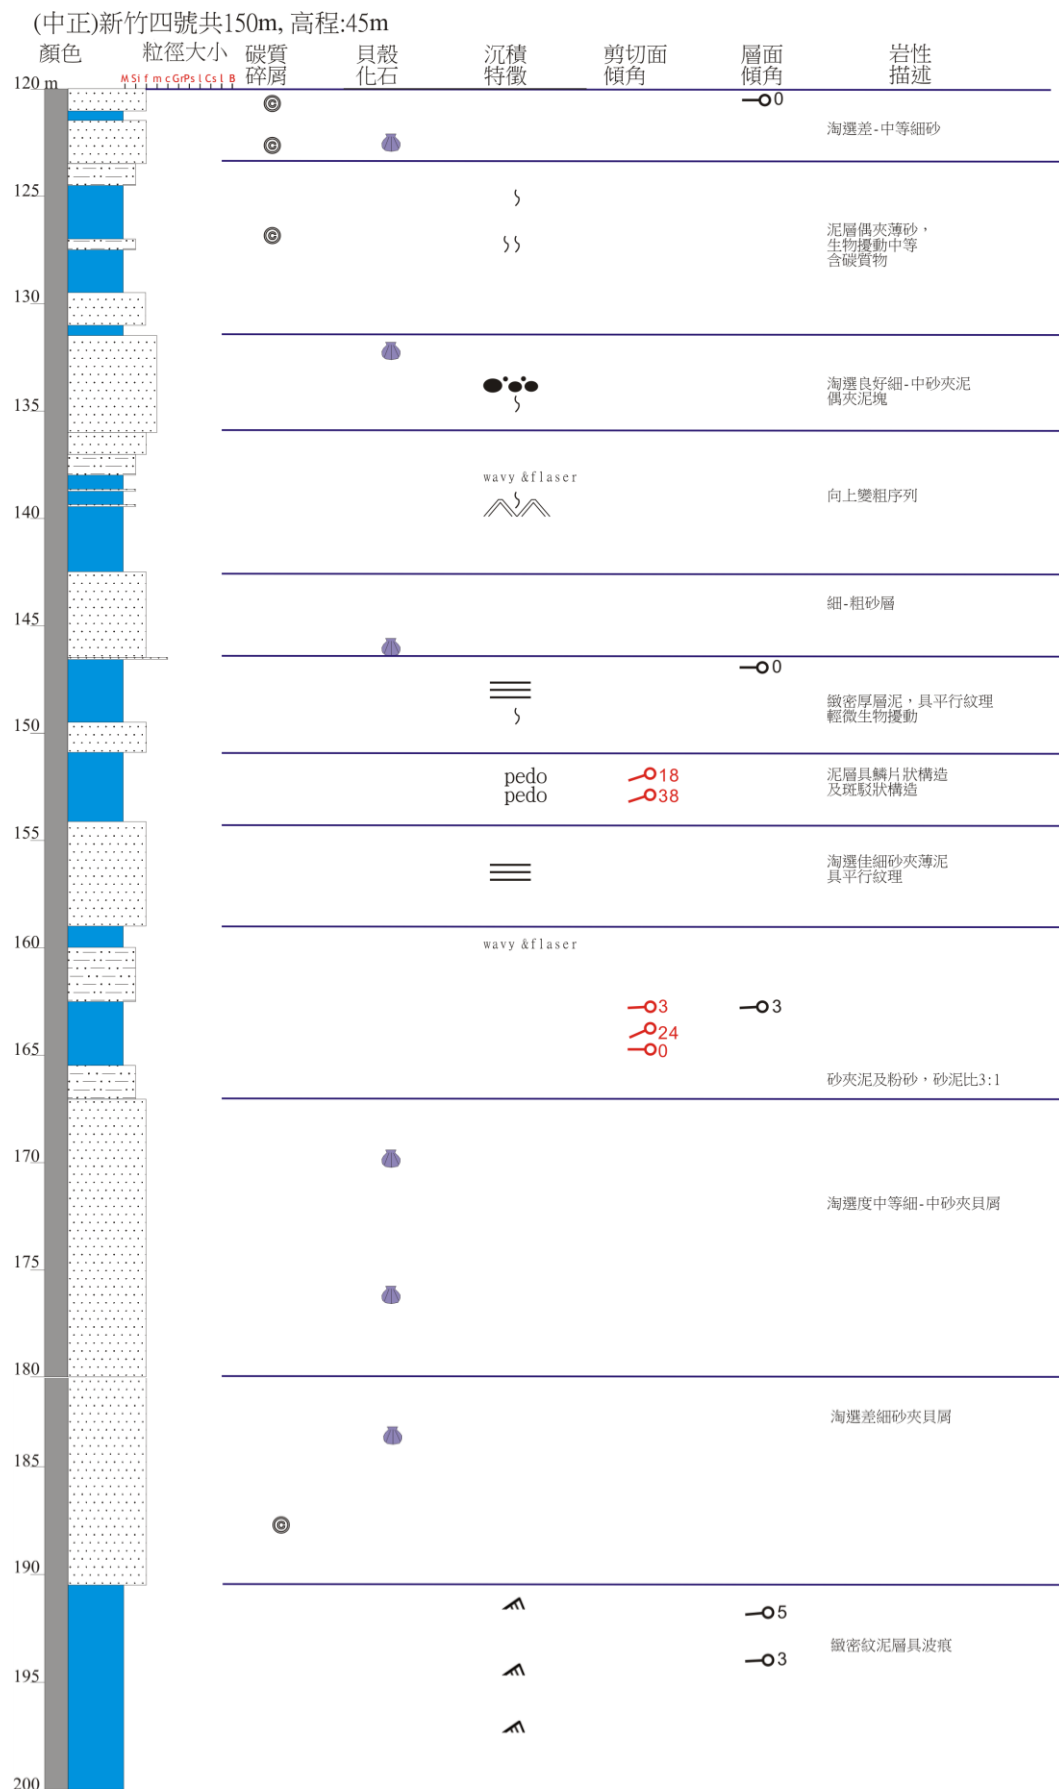 (中正)新竹四號共150m, 高程:45m
顏色 粒徑大小 碳質碎屑 貝殼化石 沉積特徵 剪切面傾角 層面傾角 岩性描述
M Si f m c Gr Ps l C s l B
120 m
0
淘選差-中等細砂
125
泥層偶夾薄砂，
生物擾動中等
含碳質物
130
淘選良好細-中砂夾泥
偶夾泥塊
135
wavy &flaser
向上變粗序列
140
細-粗砂層
145
0
緻密厚層泥，具平行紋理
輕微生物擾動
150
pedo 18 泥層具鱗片狀構造
pedo 38 及斑駁狀構造
155
淘選佳細砂夾薄泥
具平行紋理
160
wavy &flaser
3 3
24
0
165
砂夾泥及粉砂，砂泥比3:1
170
淘選度中等細-中砂夾貝屑
175
180
淘選差細砂夾貝屑
185
190
5
緻密紋泥層具波痕
3
195
200